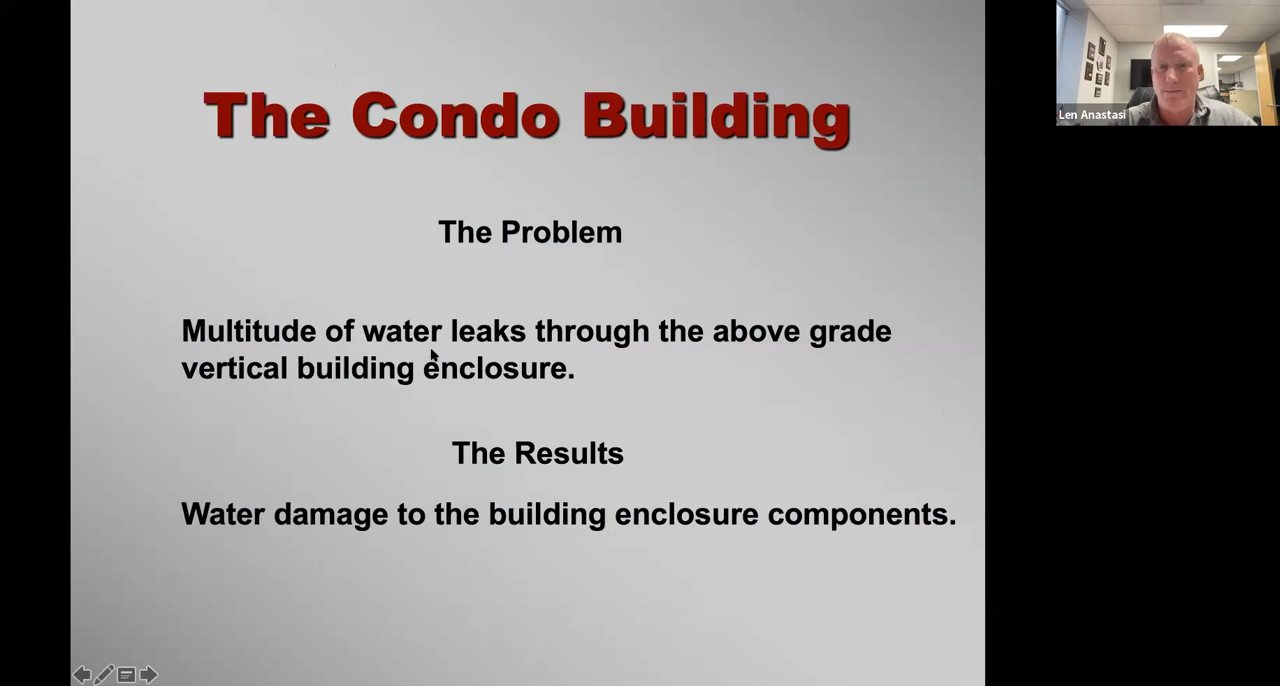 The Condo Building
Len Anastasi
The Problem
Multitude of water leaks through the above grade
vertical building enclosure.
The Results
Water damage to the building enclosure components.